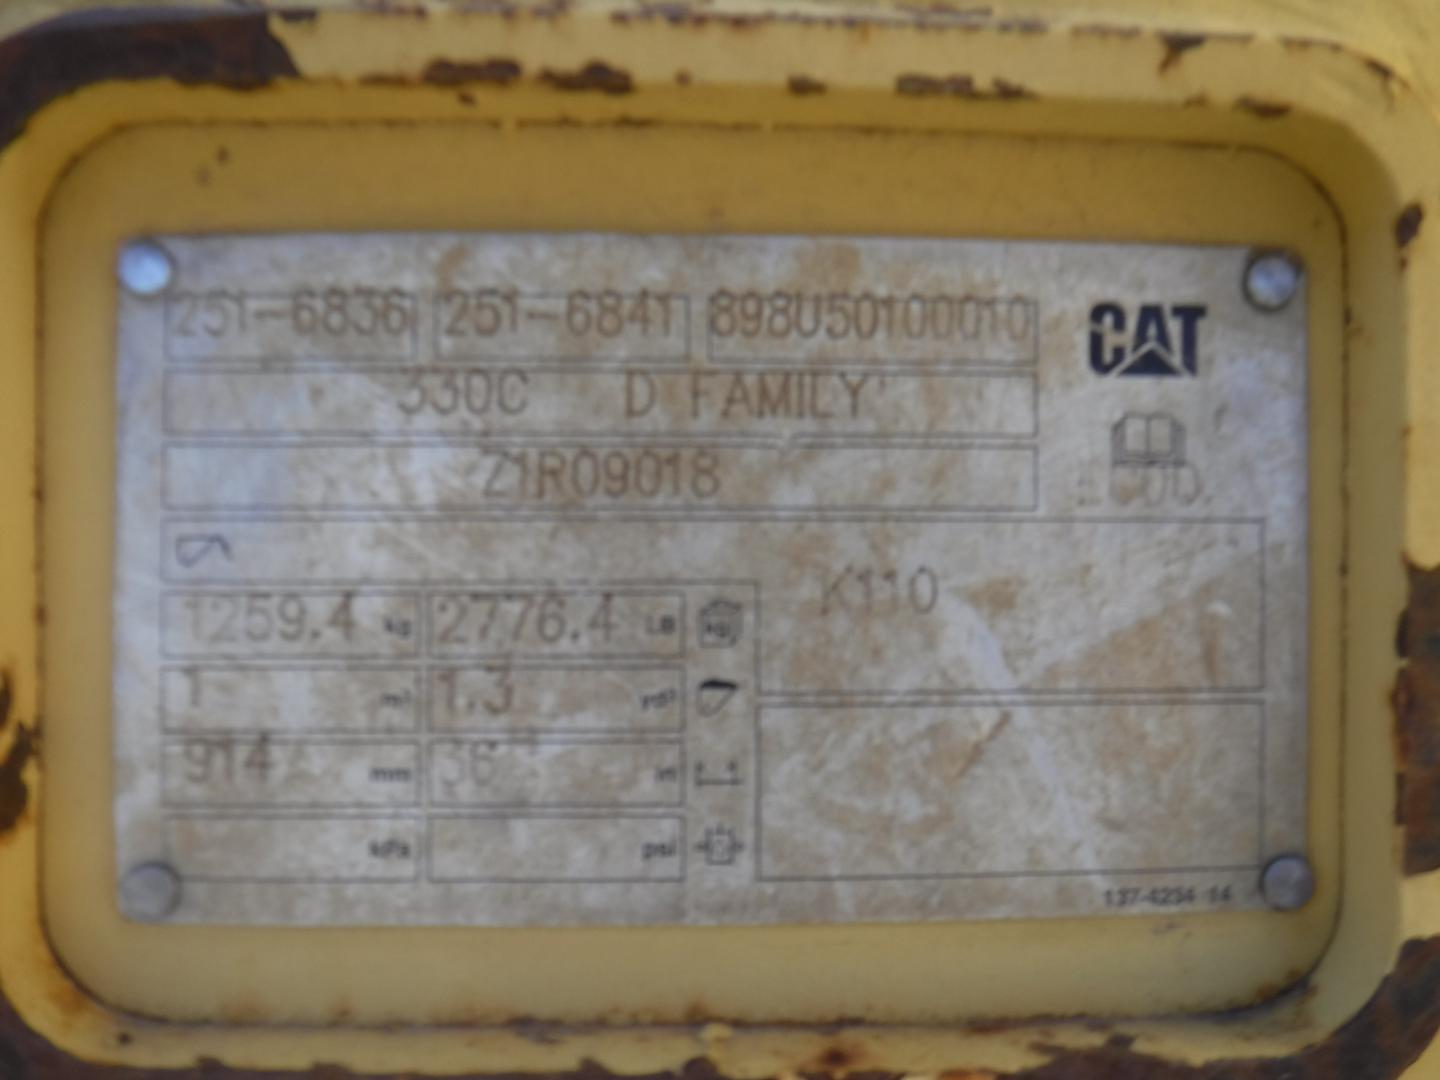 251-6836 251-6841 898U50100010
CAT
330C D FAMILY
Z1R09018
K110
1259.4 kg 2776.4 LB
1 m³ 1.3 yd³
914 mm 36" in
kPa psi
137-4234